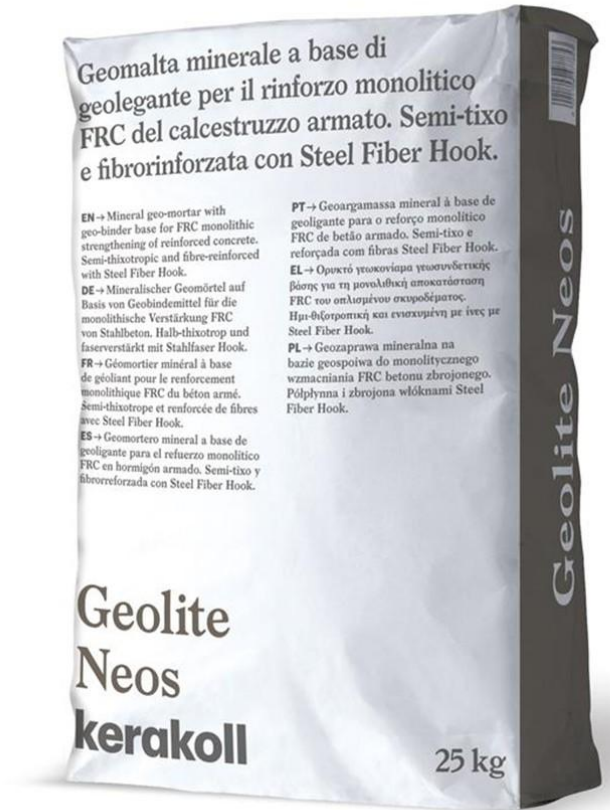 Geomalta minerale a base di
geolegante per il rinforzo monolitico
FRC del calcestruzzo armato. Semi-tixo
e fibrorinforzata con Steel Fiber Hook.
EN→Mineral geo-mortar with
geo-binder base for FRC monolithic
strengthening of reinforced concrete.
Semi-thixotropic and fibre-reinforced
with Steel Fiber Hook.
DE→Mineralischer Geomörtel auf
Basis von Geobindemittel für die
monolithische Verstärkung FRC
von Stahlbeton. Halb-thixotrop und
faserverstärkt mit Stahlfaser Hook.
FR→Géomortier minéral à base
de géoliant pour le renforcement
monolithique FRC du béton armé.
Semi-thixotrope et renforcée de fibres
avec Steel Fiber Hook.
ES→Geomortero mineral a base de
geoligante para el refuerzo monolítico
FRC en hormigón armado. Semi-tixo y
fibrorreforzada con Steel Fiber Hook.
PT→Geoargamassa mineral à base de
geoligante para o reforço monolítico
FRC de betão armado. Semi-tixo e
reforçada com fibras Steel Fiber Hook.
EL→Ορυκτό γεωκονίαμα γεωσυνδετικής
βάσης για τη μονολιθική αποκατάσταση
FRC του οπλισμένου σκυροδέματος.
Ημι-θιξοτροπική και ενισχυμένη με ίνες με
Steel Fiber Hook.
PL→Geozaprawa mineralna na
bazie geospoiwa do monolitycznego
wzmacniania FRC betonu zbrojonego.
Półpłynna i zbrojona włóknami Steel
Fiber Hook.
Geolite
Neos
kerakoll
25 kg
Geolite Neos